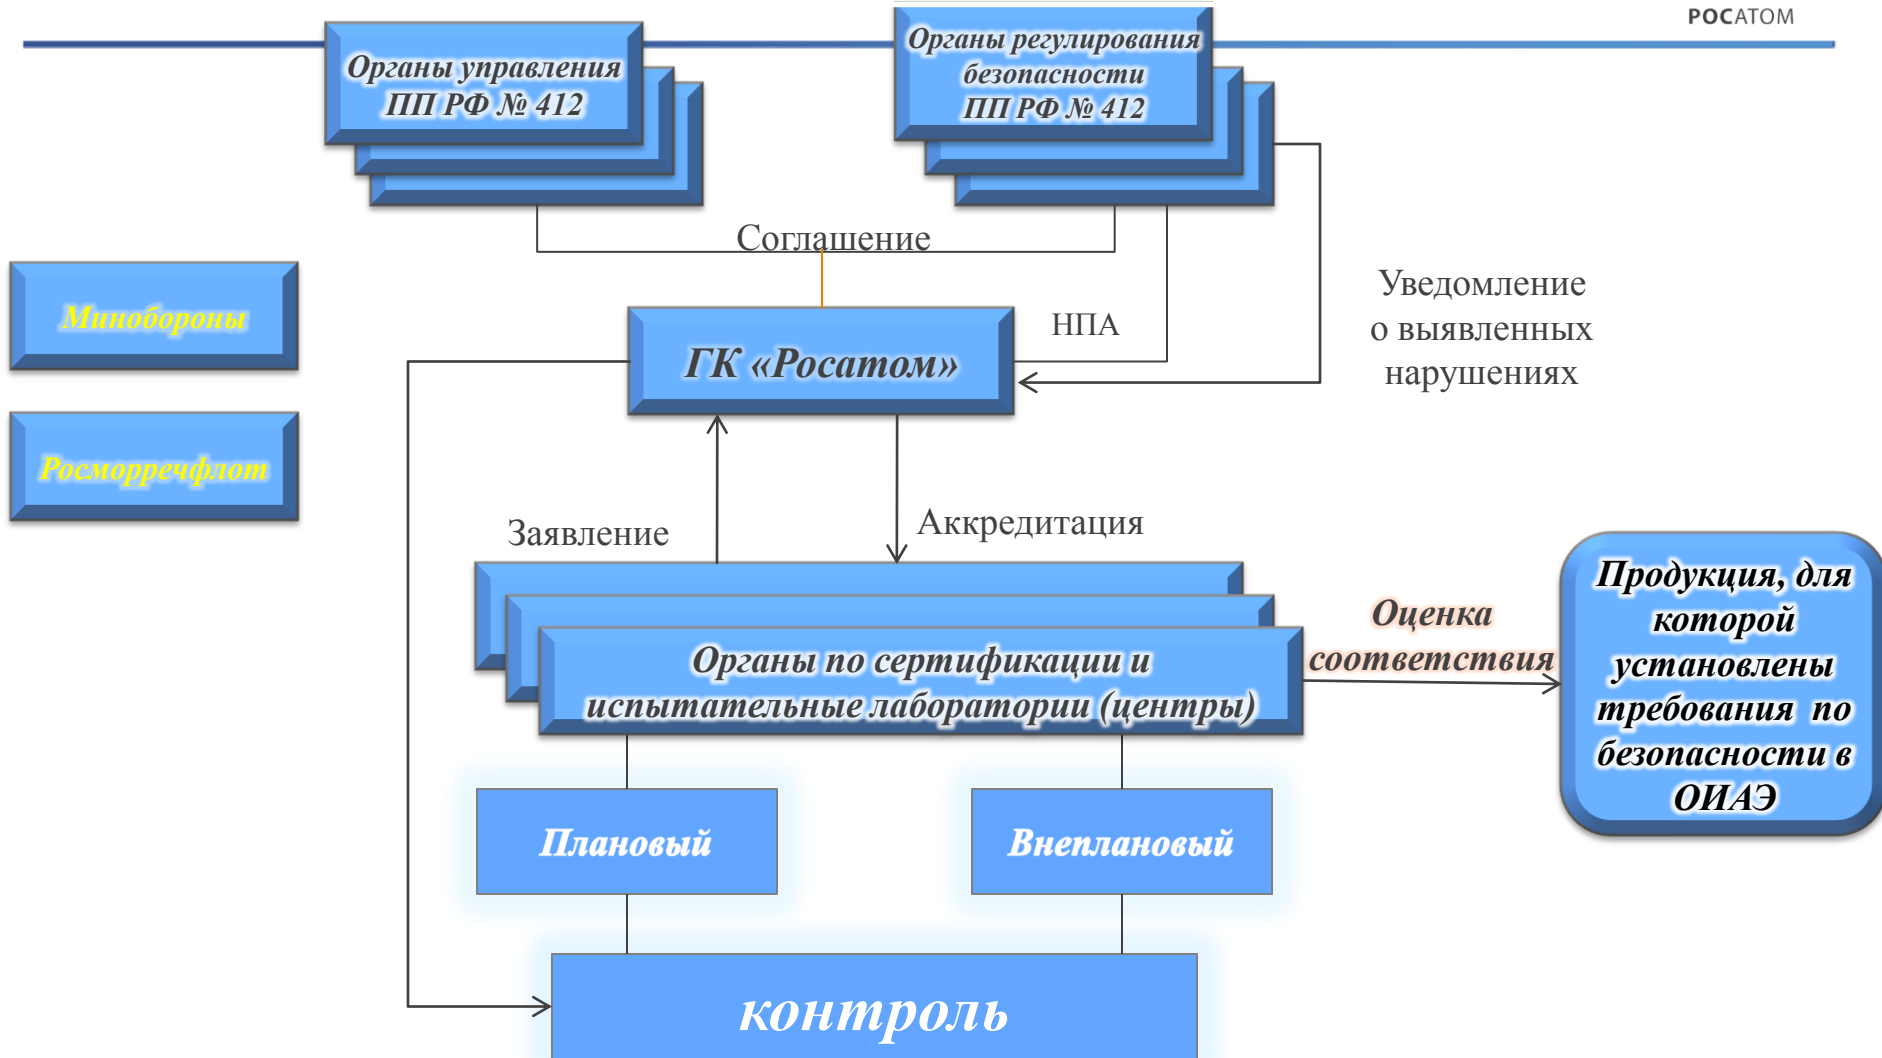 РОСАТОМ
Органы управления
ПП РФ № 412
Органы регулирования
безопасности
ПП РФ № 412
Соглашение
Минобороны
ГК «Росатом»
НПА
Уведомление
о выявленных
нарушениях
Росморречфлот
Заявление
Аккредитация
Органы по сертификации и
испытательные лаборатории (центры)
Оценка
соответствия
Продукция, для
которой
установлены
требования по
безопасности в
ОИАЭ
Плановый
Внеплановый
контроль